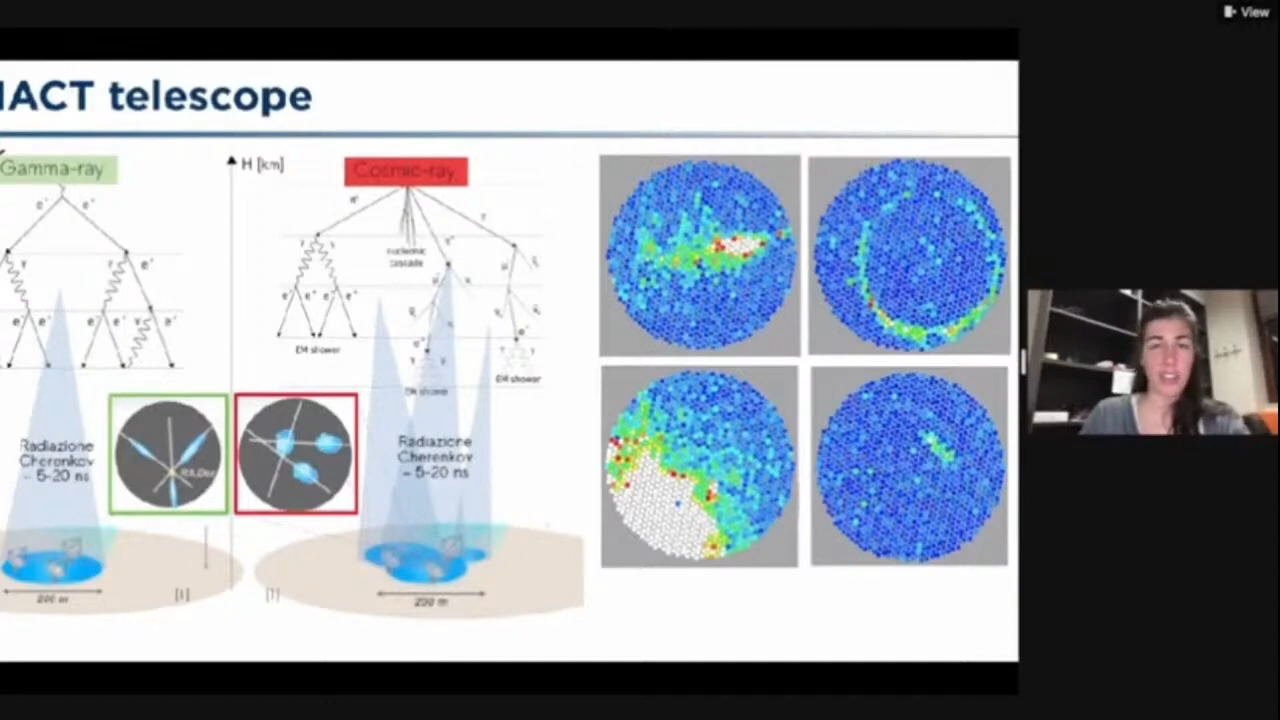 View
IACT telescope
Gamma-ray
H [km]
Cosmic-ray
nucleonic
cascade
EM shower
EM shower
EM shower
Radiazione
Cherenkov
~ 5-20 ns
Radiazione
Cherenkov
~ 5-20 ns
200 m
[1]
[1]
200 m